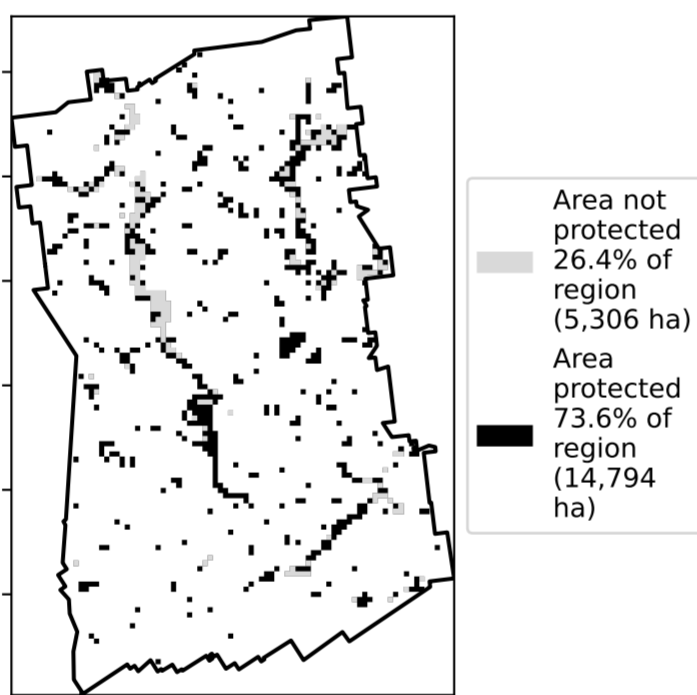 Area not
protected
26.4% of
region
(5,306 ha)
Area
protected
73.6% of
region
(14,794
ha)